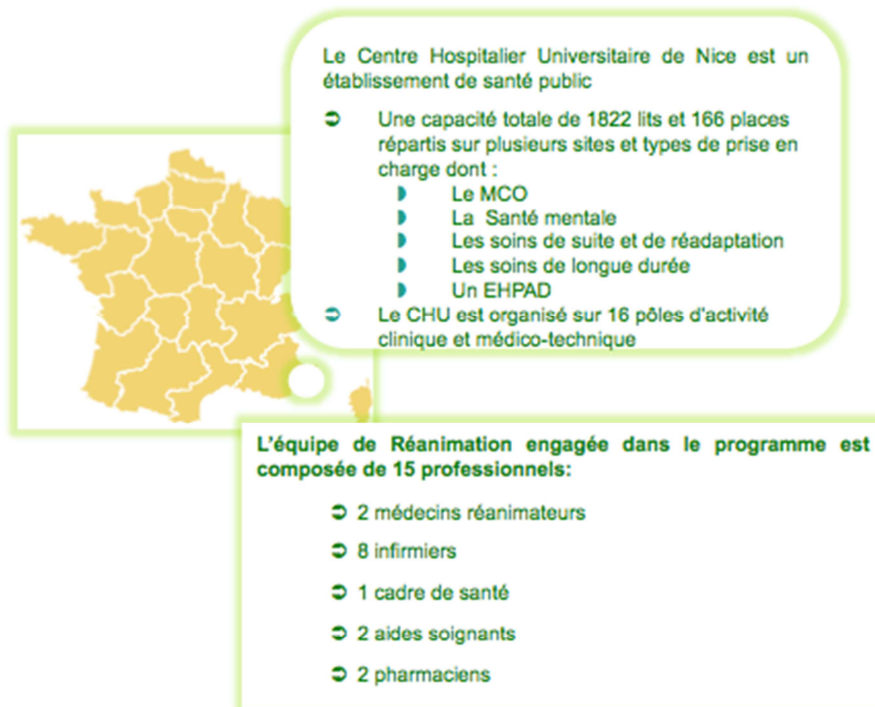 Le Centre Hospitalier Universitaire de Nice est un
établissement de santé public
Une capacité totale de 1822 lits et 166 places
répartis sur plusieurs sites et types de prise en
charge dont :
Le MCO
La Santé mentale
Les soins de suite et de réadaptation
Les soins de longue durée
Un EHPAD
Le CHU est organisé sur 16 pôles d'activité
clinique et médico-technique
L'équipe de Réanimation engagée dans le programme est
composée de 15 professionnels:
2 médecins réanimateurs
8 infirmiers
1 cadre de santé
2 aides soignants
2 pharmaciens